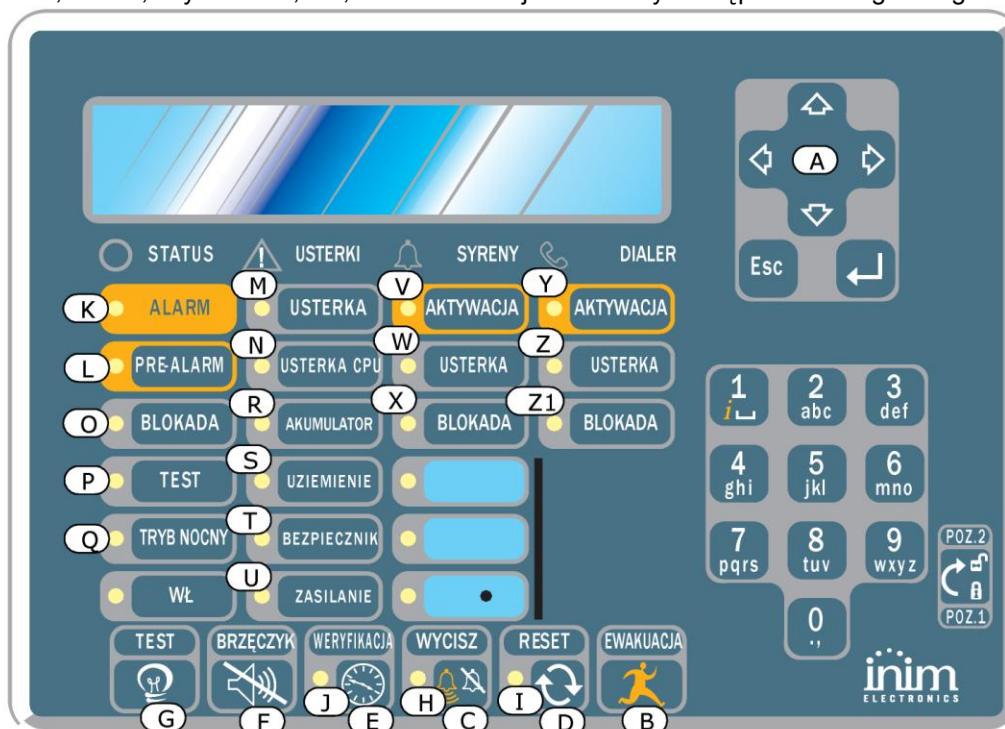 STATUS USTERKI SYRENY DIALER
K ALARM M USTERKA V AKTYWACJA Y AKTYWACJA
L PRE-ALARM N USTERKA CPU W USTERKA Z USTERKA
O BLOKADA R AKUMULATOR X BLOKADA Z1 BLOKADA
P TEST S UZIEMIENIE
Q TRYB NOCNY T BEZPIECZNIK
WŁ U ZASILANIE
TEST BRZĘCZYK WERYFIKACJA WYCISZ RESET EWAKUACJA
G F J E H C I D B
A
Esc
1 2 abc 3 def
i
4 ghi 5 jkl 6 mno
7 pqrs 8 tuv 9 wxyz
0 .,
POZ.2
POZ.1
inim
ELECTRONICS